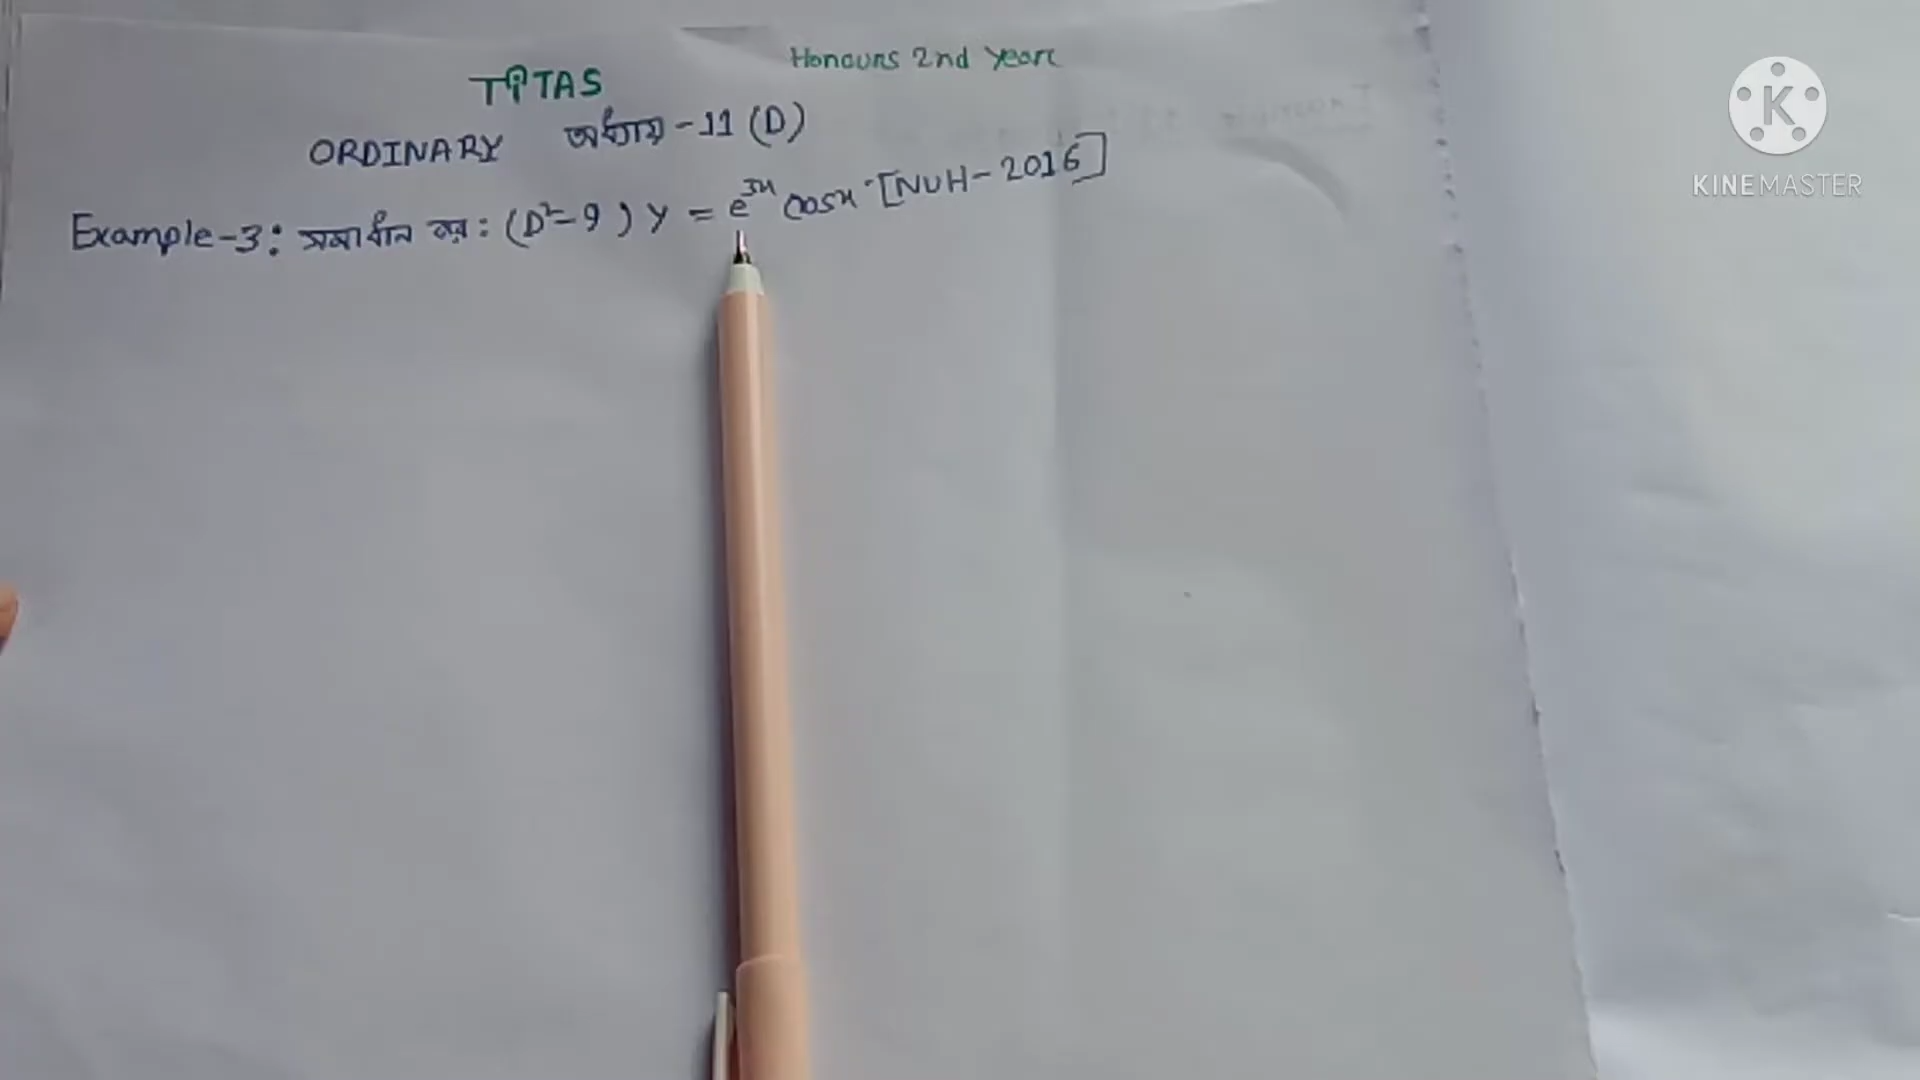 Honours 2nd Year
TITAS
ORDINARY অধ্যায় -11 (D)
Example-3: সমাধান কর: (D²-9) y = e³ˣ cosx [NUH-2016]
KINEMASTER